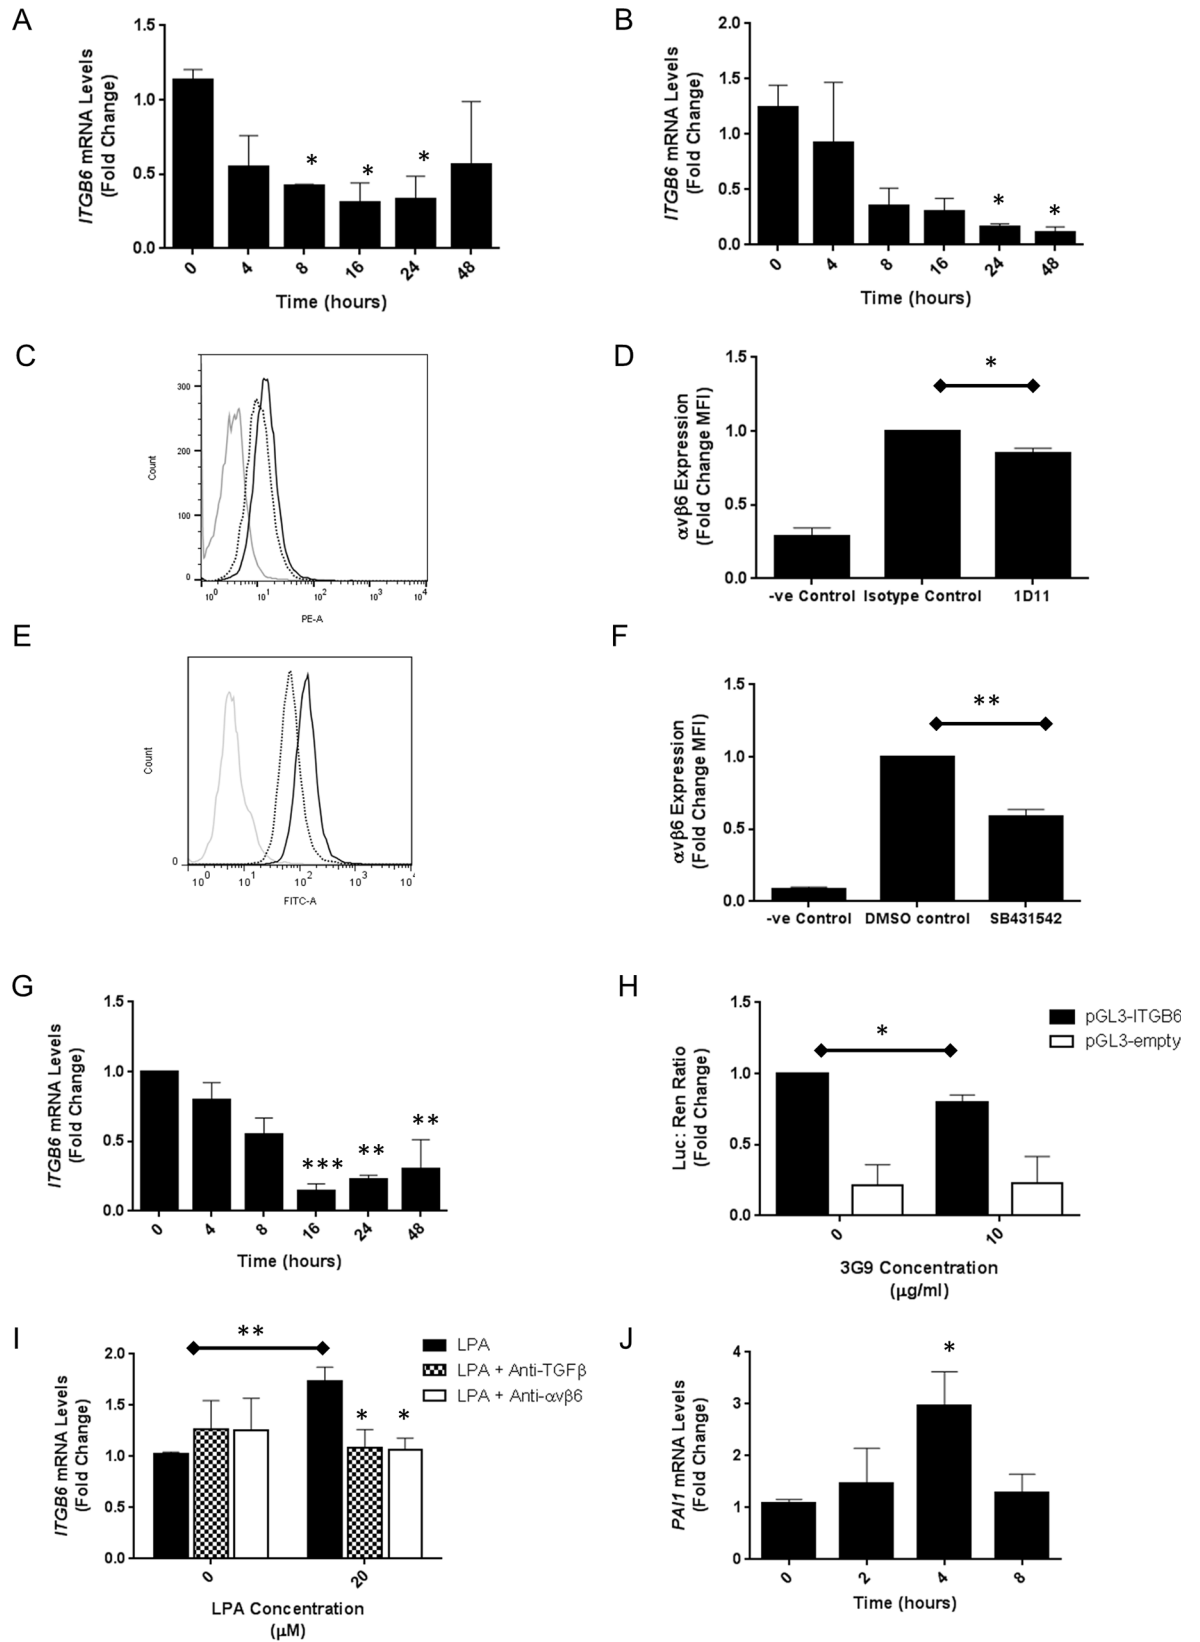 A
1.5
1.0
0.5
0.0
ITGB6 mRNA Levels
(Fold Change)
* * *
0 4 8 16 24 48
Time (hours)
B
2.0
1.5
1.0
0.5
0.0
ITGB6 mRNA Levels
(Fold Change)
* *
0 4 8 16 24 48
Time (hours)
C
300
200
100
0
Count
10^0 10^1 10^2 10^3 10^4
PE-A
D
1.5
1.0
0.5
0.0
αvβ6 Expression
(Fold Change MFI)
*
-ve Control Isotype Control 1D11
E
Count
0
10^0 10^1 10^2 10^3
FITC-A
F
1.5
1.0
0.5
0.0
αvβ6 Expression
(Fold Change MFI)
**
-ve Control DMSO control SB431542
G
1.5
1.0
0.5
0.0
ITGB6 mRNA Levels
(Fold Change)
*** ** **
0 4 8 16 24 48
Time (hours)
H
1.5
1.0
0.5
0.0
Luc: Ren Ratio
(Fold Change)
*
pGL3-ITGB6
pGL3-empty
0 10
3G9 Concentration
(μg/ml)
I
2.0
1.5
1.0
0.5
0.0
ITGB6 mRNA Levels
(Fold Change)
**
* *
LPA
LPA + Anti-TGFβ
LPA + Anti-αvβ6
0 20
LPA Concentration
(μM)
J
4
3
2
1
0
PAI1 mRNA Levels
(Fold Change)
*
0 2 4 8
Time (hours)